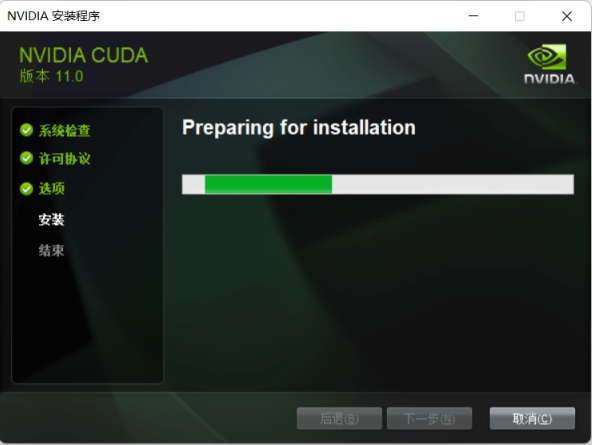 NVIDIA 安装程序
NVIDIA CUDA
版本 11.0
NVIDIA.
系统检查
许可协议
选项
安装
结束
Preparing for installation
后退(B)
下一步(N)
取消(C)